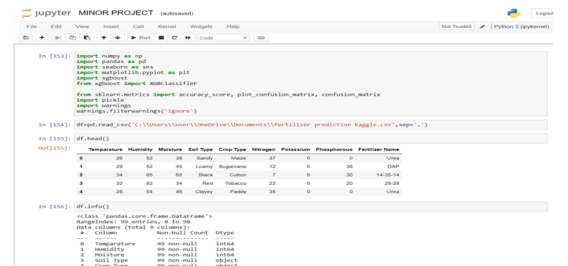 jupyter MINOR PROJECT (autosaved)
Logout
File Edit View Insert Cell Kernel Widgets Help
Not Trusted
Python 3 (ipykernel)
Run
Code
In [153]: import numpy as np
import pandas as pd
import seaborn as sns
import matplotlib.pyplot as plt
import xgboost
from xgboost import XGBClassifier
from sklearn.metrics import accuracy_score, plot_confusion_matrix, confusion_matrix
import pickle
import warnings
warnings.filterwarnings('ignore')
In [154]: df=pd.read_csv('C:\\Users\\user\\OneDrive\\Documents\\fertilizer prediction kaggle.csv',sep=',')
In [155]: df.head()
Out[155]:
Temparature Humidity Moisture Soil Type Crop Type Nitrogen Potassium Phosphorous Fertilizer Name
0 26 52 38 Sandy Maize 37 0 0 Urea
1 29 52 45 Loamy Sugarcane 12 0 36 DAP
2 34 65 62 Black Cotton 7 9 30 14-35-14
3 32 62 34 Red Tobacco 22 0 20 28-28
4 28 54 46 Clayey Paddy 35 0 0 Urea
In [156]: df.info()
<class 'pandas.core.frame.DataFrame'>
RangeIndex: 99 entries, 0 to 98
Data columns (total 9 columns):
# Column Non-Null Count Dtype
0 Temparature 99 non-null int64
1 Humidity 99 non-null int64
2 Moisture 99 non-null int64
3 Soil Type 99 non-null object
4 Crop Type 99 non-null object